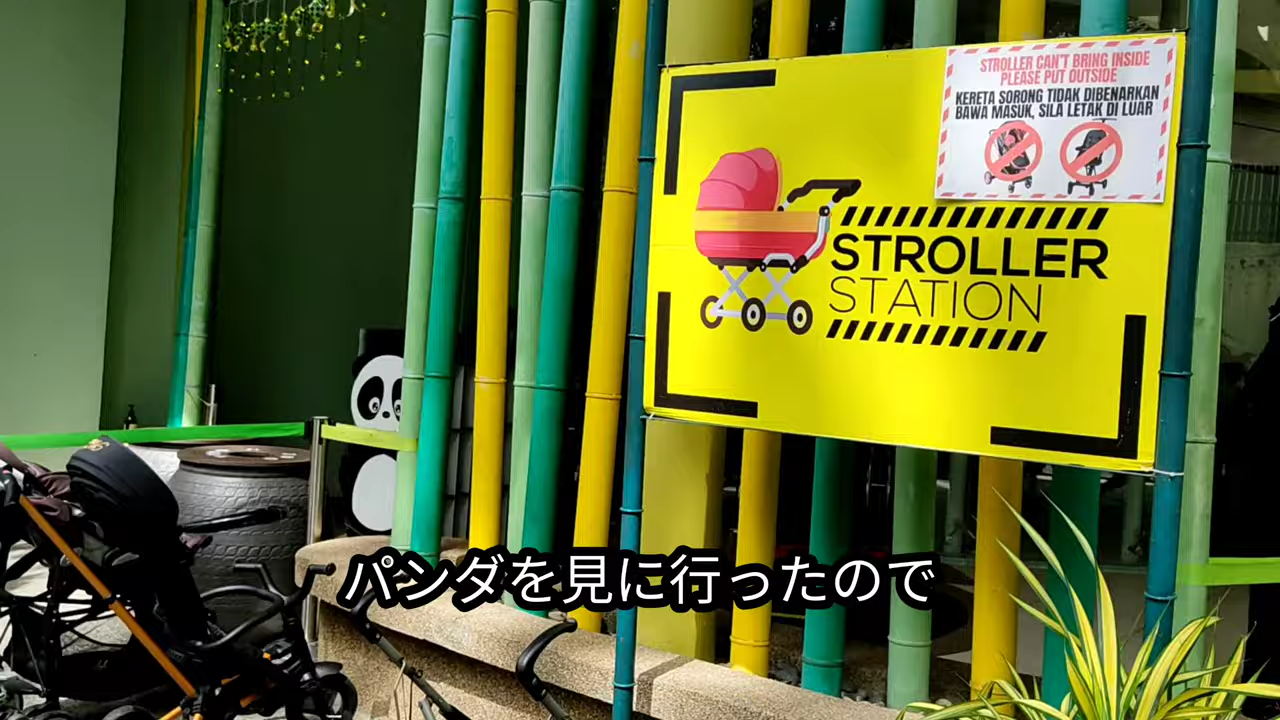 STROLLER CAN'T BRING INSIDE
PLEASE PUT OUTSIDE
KERETA SORONG TIDAK DIBENARKAN
BAWA MASUK, SILA LETAK DI LUAR
STROLLER
STATION
パンダを見に行ったので